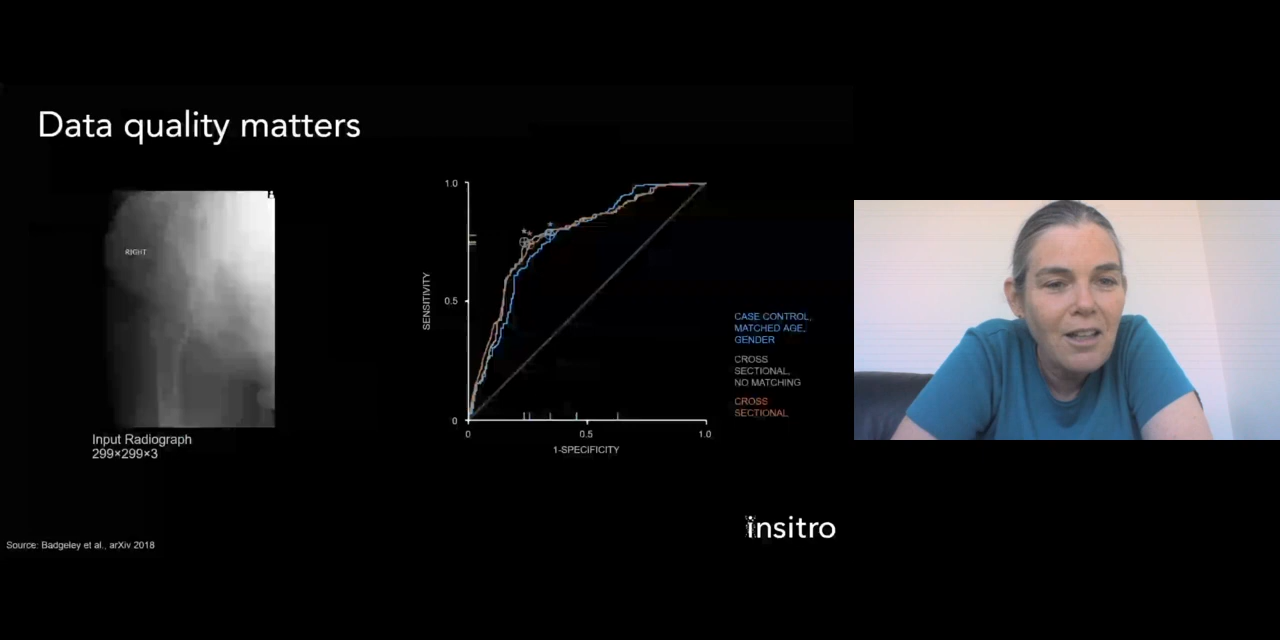 Data quality matters
RIGHT
Input Radiograph
299×299×3
1.0
0.5
0
SENSITIVITY
0
0.5
1.0
1-SPECIFICITY
CASE CONTROL,
MATCHED AGE,
GENDER
CROSS
SECTIONAL,
NO MATCHING
CROSS
SECTIONAL
insitro
Source: Badgeley et al., arXiv 2018